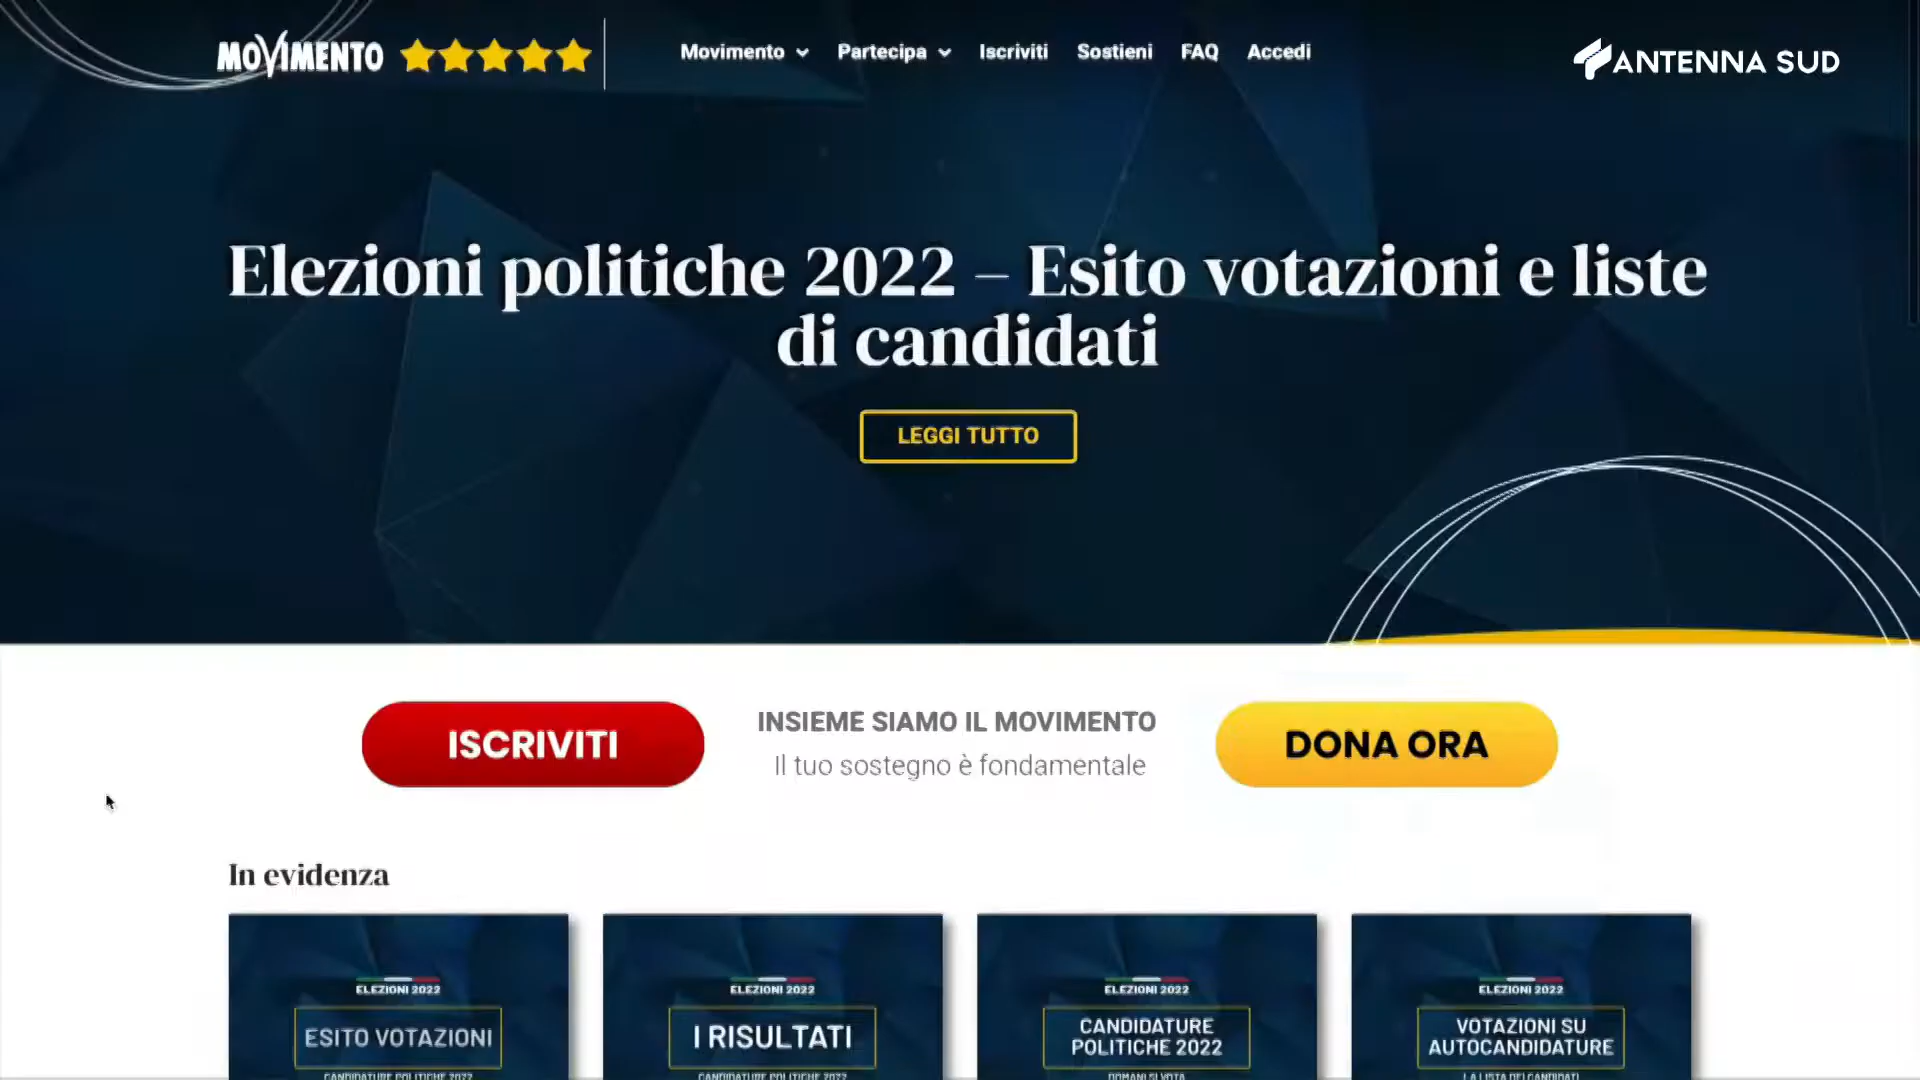 MOVIMENTO
Movimento
Partecipa
Iscriviti
Sostieni
FAQ
Accedi
ANTENNA SUD
Elezioni politiche 2022 – Esito votazioni e liste
di candidati
LEGGI TUTTO
ISCRIVITI
INSIEME SIAMO IL MOVIMENTO
Il tuo sostegno è fondamentale
DONA ORA
In evidenza
ELEZIONI 2022
ESITO VOTAZIONI
CANDIDATURE POLITICHE 2022
ELEZIONI 2022
I RISULTATI
CANDIDATURE POLITICHE 2022
ELEZIONI 2022
CANDIDATURE
POLITICHE 2022
DOMANI SI VOTA
ELEZIONI 2022
VOTAZIONI SU
AUTOCANDIDATURE
LA LISTA DEI CANDIDATI